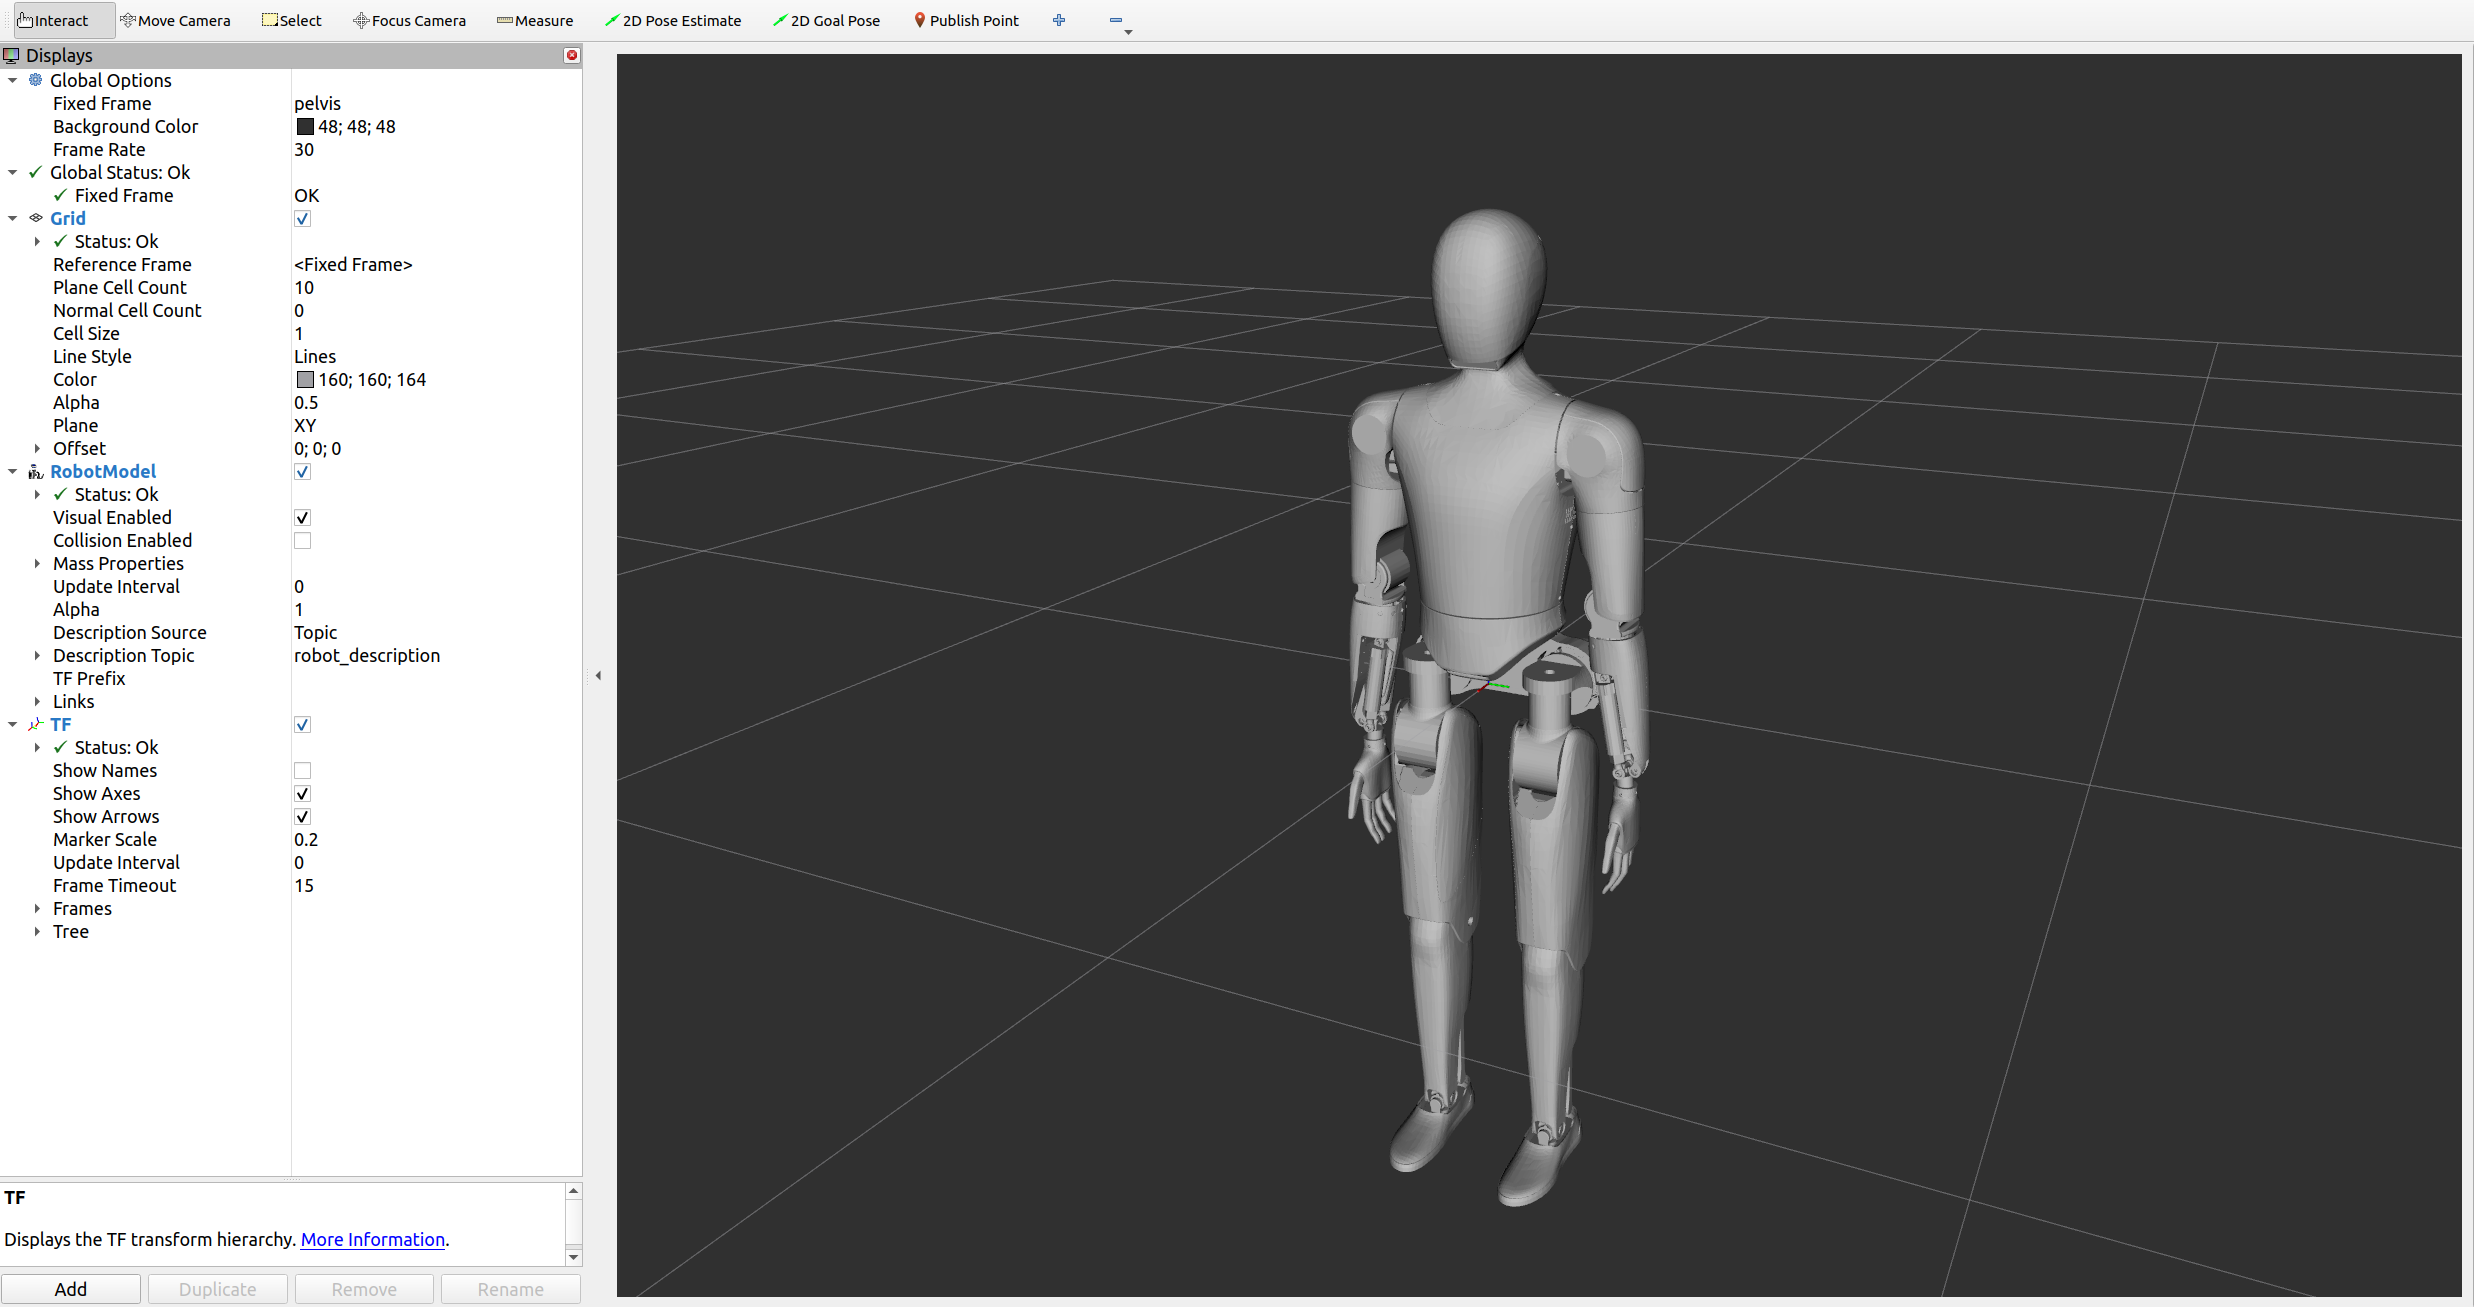 Interact Move Camera Select Focus Camera Measure 2D Pose Estimate 2D Goal Pose Publish Point
Displays
Global Options
Fixed Frame pelvis
Background Color 48; 48; 48
Frame Rate 30
Global Status: Ok
Fixed Frame OK
Grid
Status: Ok
Reference Frame <Fixed Frame>
Plane Cell Count 10
Normal Cell Count 0
Cell Size 1
Line Style Lines
Color 160; 160; 164
Alpha 0.5
Plane XY
Offset 0; 0; 0
RobotModel
Status: Ok
Visual Enabled
Collision Enabled
Mass Properties
Update Interval 0
Alpha 1
Description Source Topic
Description Topic robot_description
TF Prefix
Links
TF
Status: Ok
Show Names
Show Axes
Show Arrows
Marker Scale 0.2
Update Interval 0
Frame Timeout 15
Frames
Tree
TF
Displays the TF transform hierarchy. More Information.
Add Duplicate Remove Rename